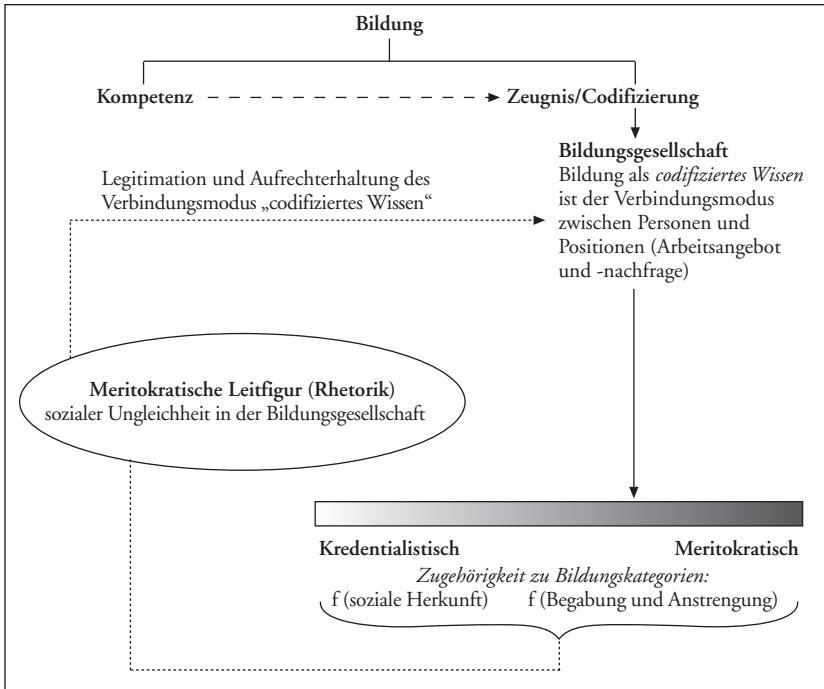 Bildung
Kompetenz
Zeugnis/Codifizierung
Bildungsgesellschaft
Bildung als codifiziertes Wissen
ist der Verbindungsmodus
zwischen Personen und
Positionen (Arbeitsangebot
und -nachfrage)
Legitimation und Aufrechterhaltung des
Verbindungsmodus „codifiziertes Wissen“
Meritokratische Leitfigur (Rhetorik)
sozialer Ungleichheit in der Bildungsgesellschaft
Kredentialistisch
Meritokratisch
Zugehörigkeit zu Bildungskategorien:
f (soziale Herkunft)
f (Begabung und Anstrengung)